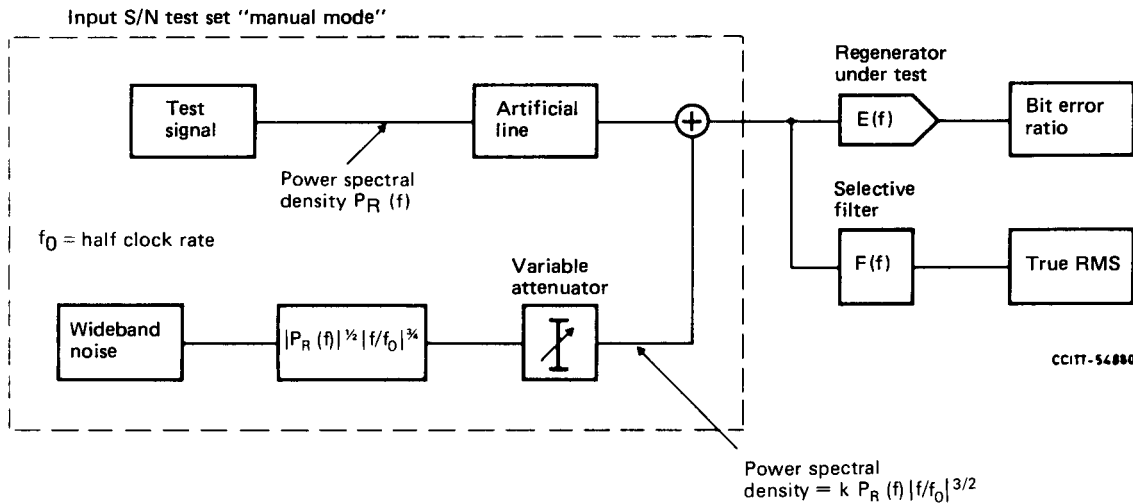 Input S/N test set "manual mode"
Test
signal
Artificial
line
Power spectral
density P_R (f)
f_0 = half clock rate
Wideband
noise
|P_R (f)|^½ |f/f_0|^¾
Variable
attenuator
Regenerator
under test
E(f)
Bit error
ratio
Selective
filter
F(f)
True RMS
CCITT-54880
Power spectral
density = k P_R (f) |f/f_0|^3/2